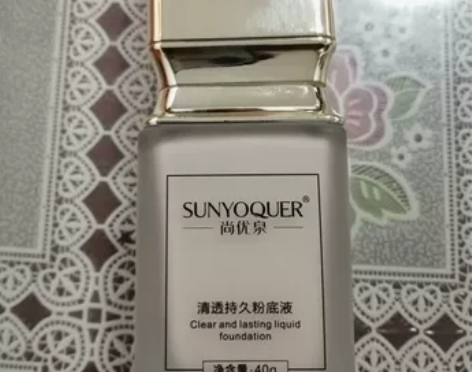 SUNYOQUER®
尚优泉
清透持久粉底液
Clear and lasting liquid
foundation
净含量:40g